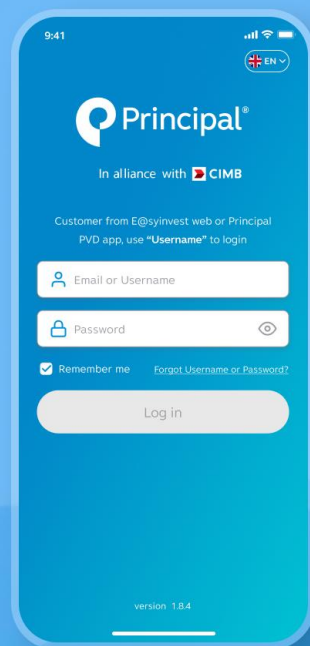 9:41
EN
Principal®
In alliance with CIMB
Customer from E@syinvest web or Principal
PVD app, use “Username” to login
Email or Username
Password
Remember me Forgot Username or Password?
Log in
version 1.8.4